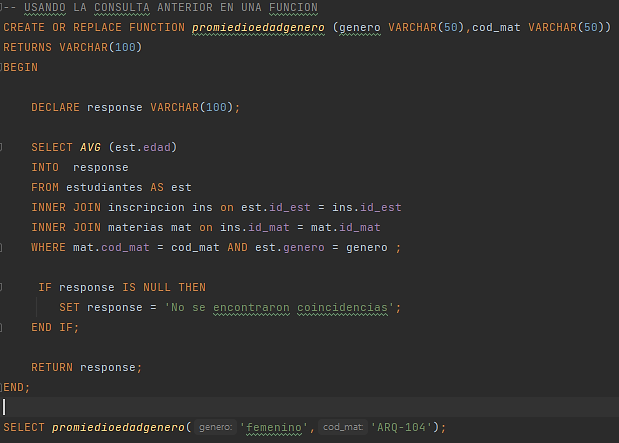 -- USANDO LA CONSULTA ANTERIOR EN UNA FUNCION
CREATE OR REPLACE FUNCTION promiedioedadgenero (genero VARCHAR(50),cod_mat VARCHAR(50))
RETURNS VARCHAR(100)
BEGIN
DECLARE response VARCHAR(100);
SELECT AVG (est.edad)
INTO response
FROM estudiantes AS est
INNER JOIN inscripcion ins on est.id_est = ins.id_est
INNER JOIN materias mat on ins.id_mat = mat.id_mat
WHERE mat.cod_mat = cod_mat AND est.genero = genero ;
IF response IS NULL THEN
SET response = 'No se encontraron coincidencias';
END IF;
RETURN response;
END;
SELECT promiedioedadgenero( genero: 'femenino', cod_mat: 'ARQ-104');